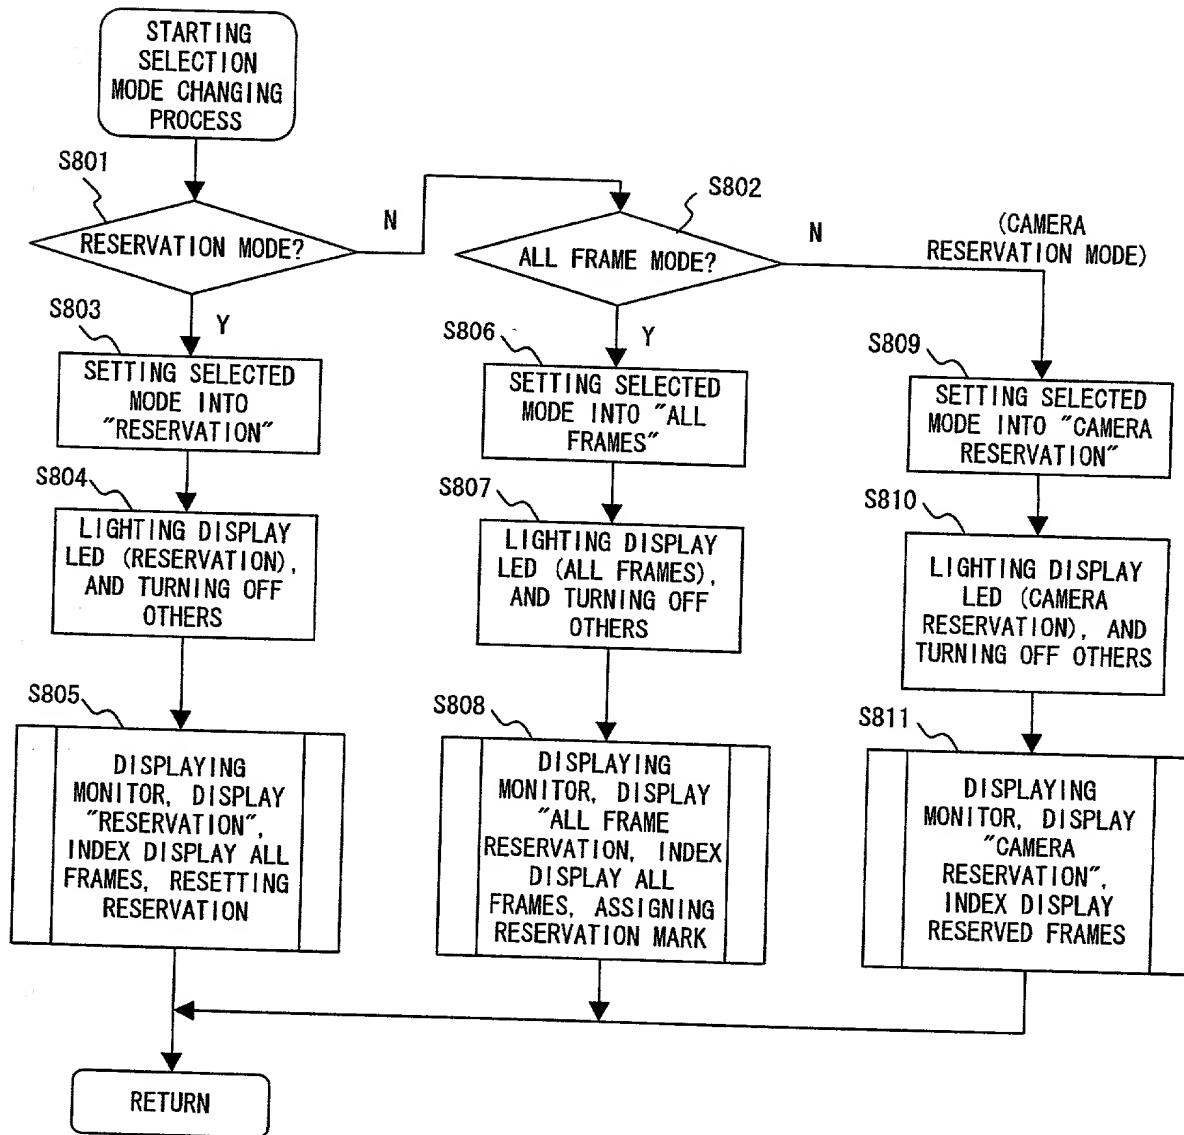 STARTING
SELECTION
MODE CHANGING
PROCESS
S801
RESERVATION MODE?
N
S802
ALL FRAME MODE?
N
(CAMERA
RESERVATION MODE)
Y
S803
SETTING SELECTED
MODE INTO
"RESERVATION"
S804
LIGHTING DISPLAY
LED (RESERVATION),
AND TURNING OFF
OTHERS
S805
DISPLAYING
MONITOR, DISPLAY
"RESERVATION",
INDEX DISPLAY ALL
FRAMES, RESETTING
RESERVATION
Y
S806
SETTING SELECTED
MODE INTO "ALL
FRAMES"
S807
LIGHTING DISPLAY
LED (ALL FRAMES),
AND TURNING OFF
OTHERS
S808
DISPLAYING
MONITOR, DISPLAY
"ALL FRAME
RESERVATION, INDEX
DISPLAY ALL
FRAMES, ASSIGNING
RESERVATION MARK
S809
SETTING SELECTED
MODE INTO "CAMERA
RESERVATION"
S810
LIGHTING DISPLAY
LED (CAMERA
RESERVATION), AND
TURNING OFF OTHERS
S811
DISPLAYING
MONITOR, DISPLAY
"CAMERA
RESERVATION",
INDEX DISPLAY
RESERVED FRAMES
RETURN